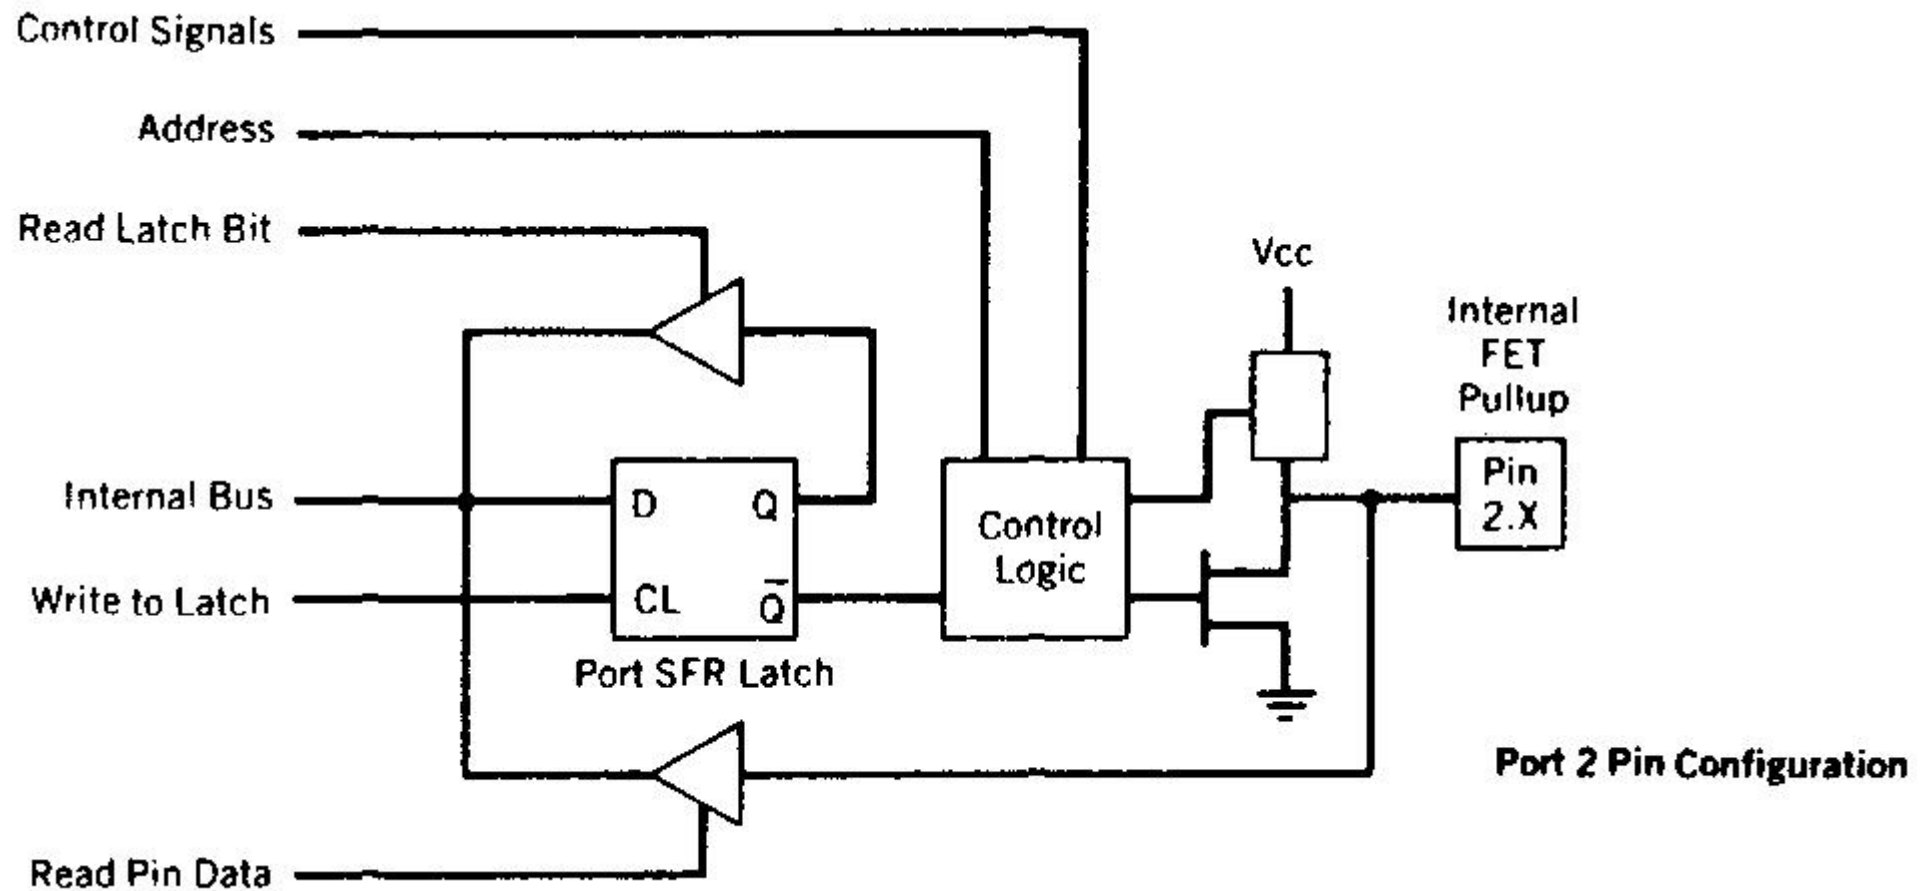 Control Signals
Address
Read Latch Bit
Vcc
Internal
FET
Pullup
Internal Bus
D
Q
Control
Logic
Pin
2.X
Write to Latch
CL
Q̅
Port SFR Latch
Port 2 Pin Configuration
Read Pin Data